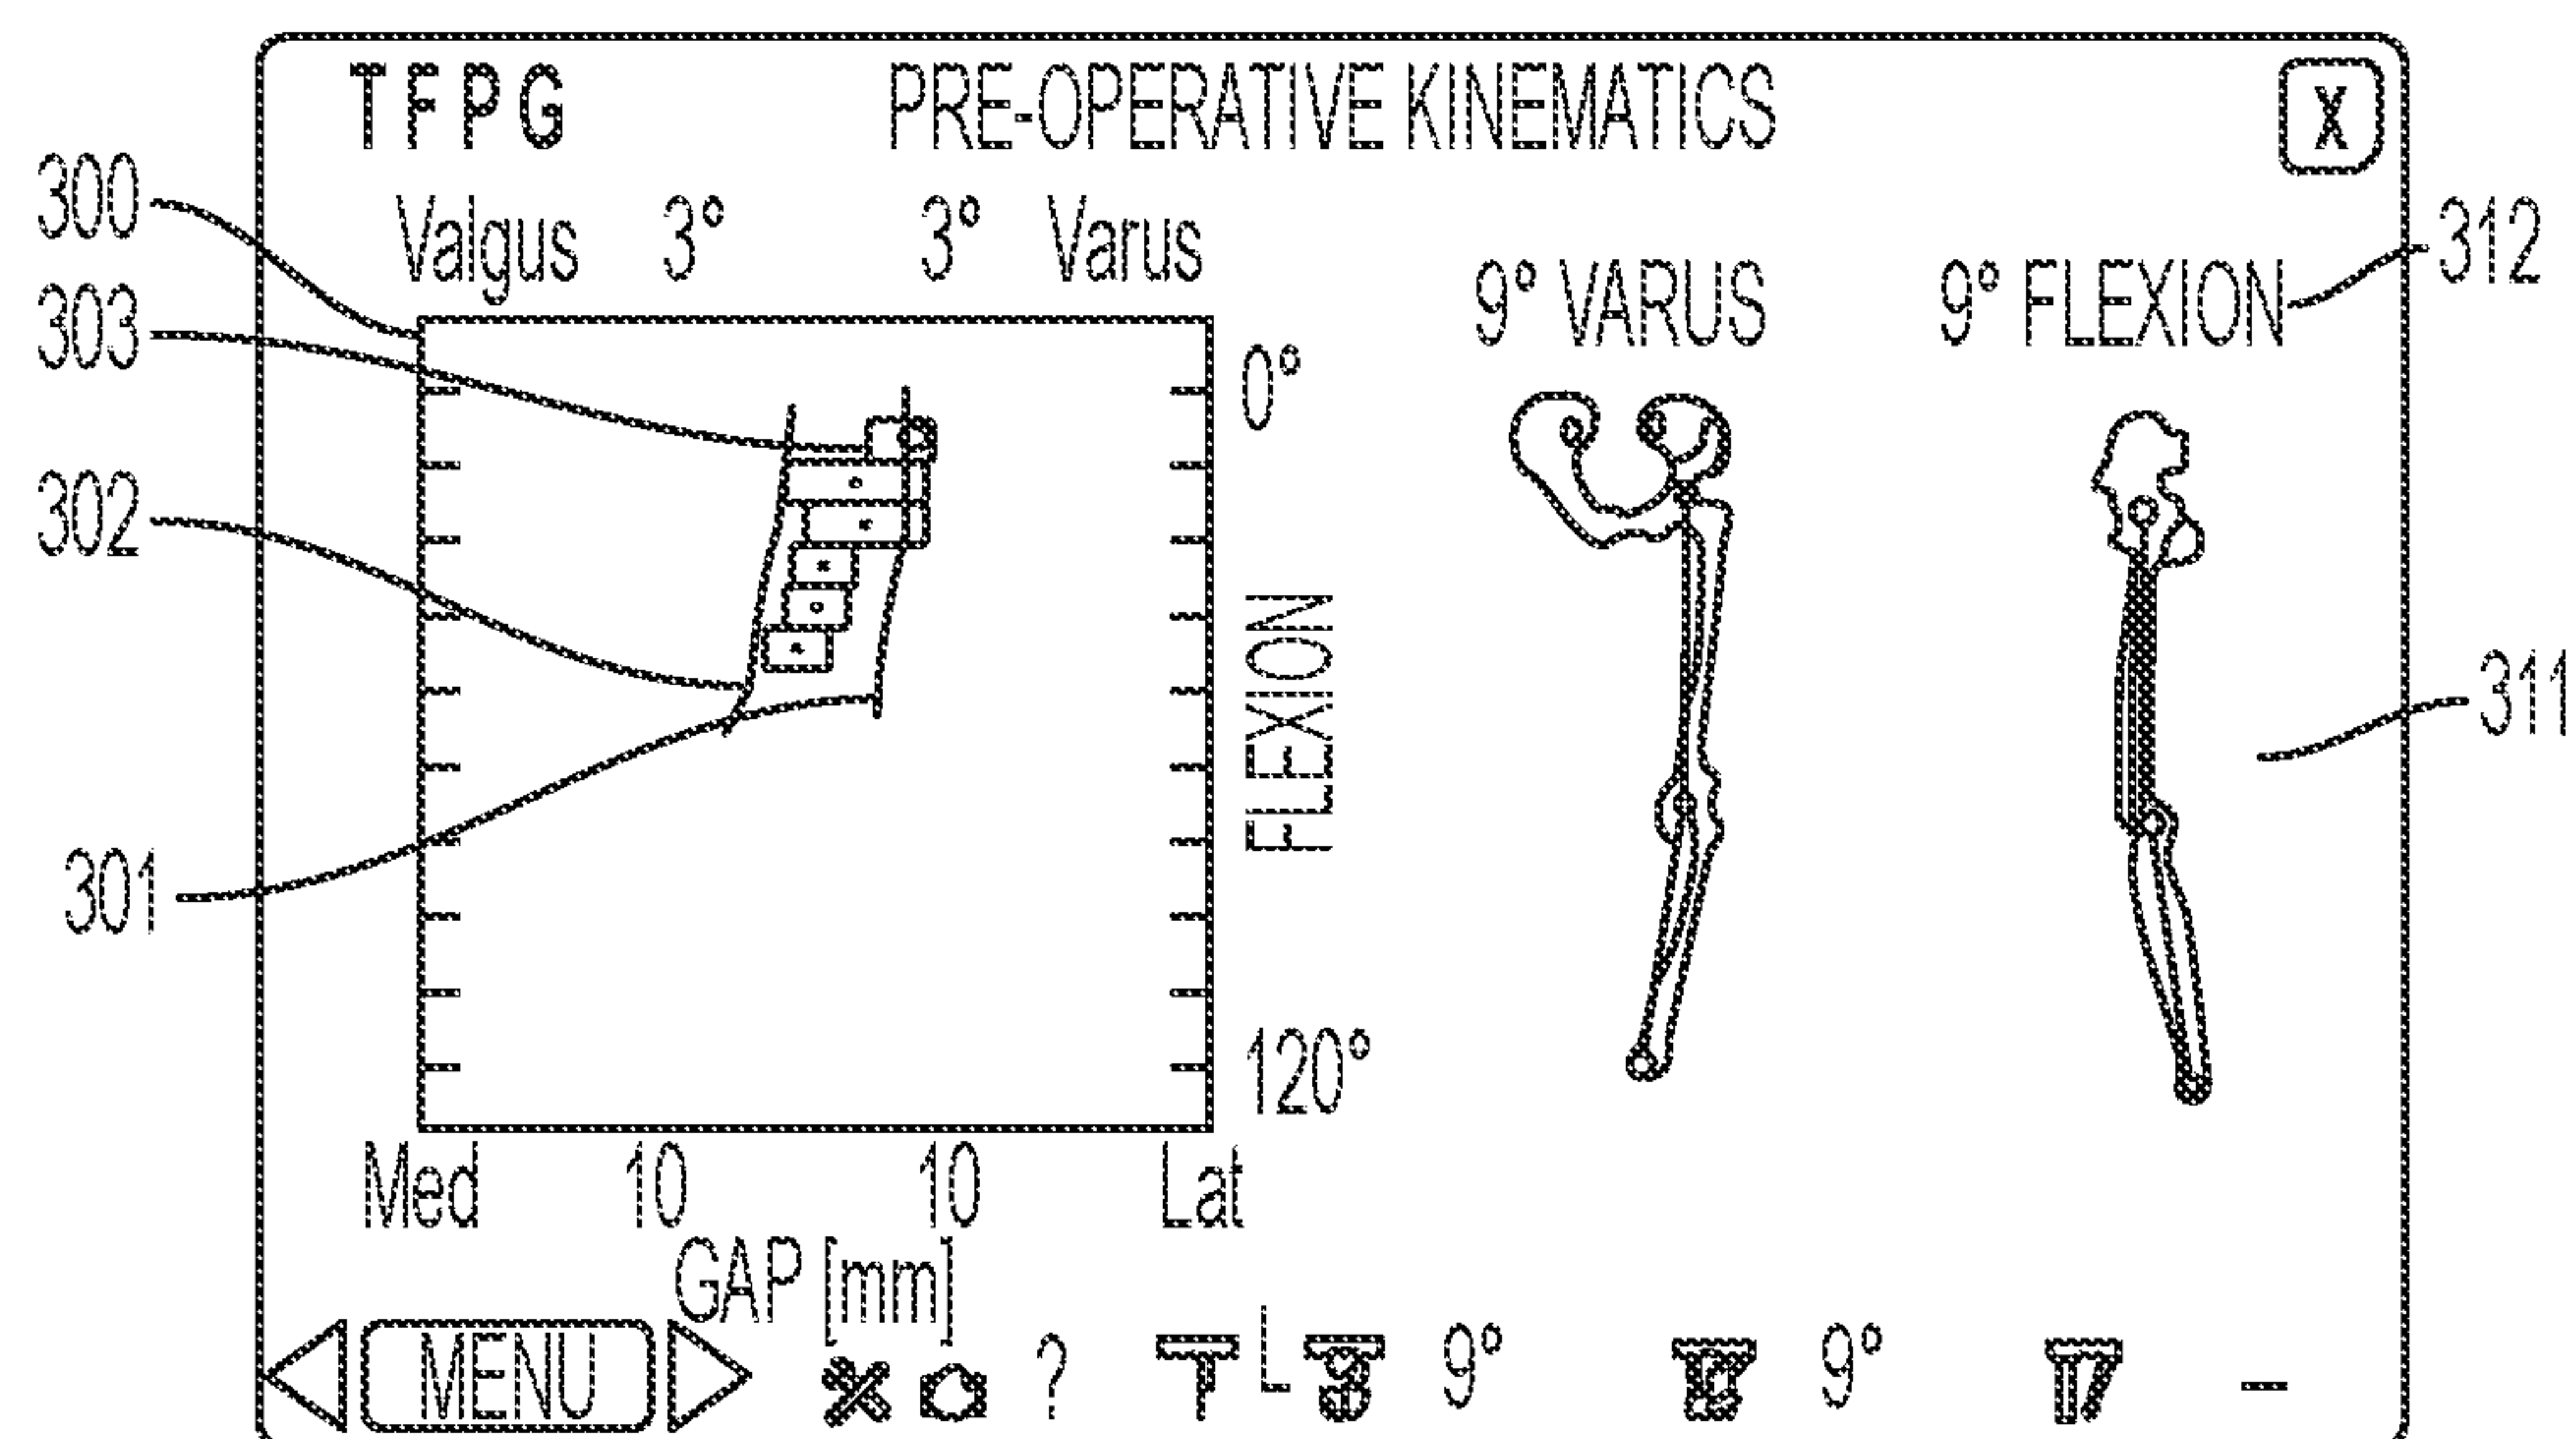 T F P G PRE-OPERATIVE KINEMATICS X
300 Valgus 3° 3° Varus 312
9° VARUS 9° FLEXION
303 0°
302
FLEXION
311
301
120°
Med 10 10 Lat
GAP [mm]
MENU ? L 9° 9° –